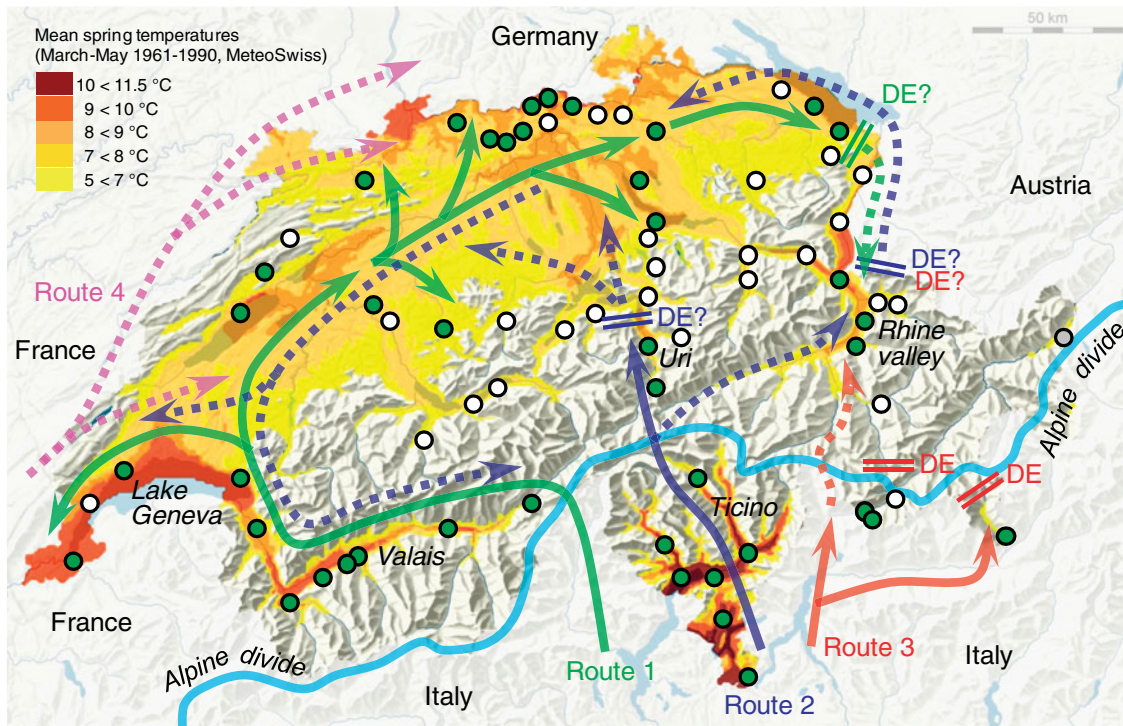 Mean spring temperatures
(March-May 1961-1990, MeteoSwiss)
10 < 11.5 °C
9 < 10 °C
8 < 9 °C
7 < 8 °C
5 < 7 °C
Germany
50 km
DE?
Austria
Route 4
France
DE?
DE?
DE?
Uri
Rhine
valley
Alpine divide
Lake
Geneva
Valais
Ticino
DE
DE
France
Alpine divide
Route 1
Italy
Route 2
Route 3
Italy